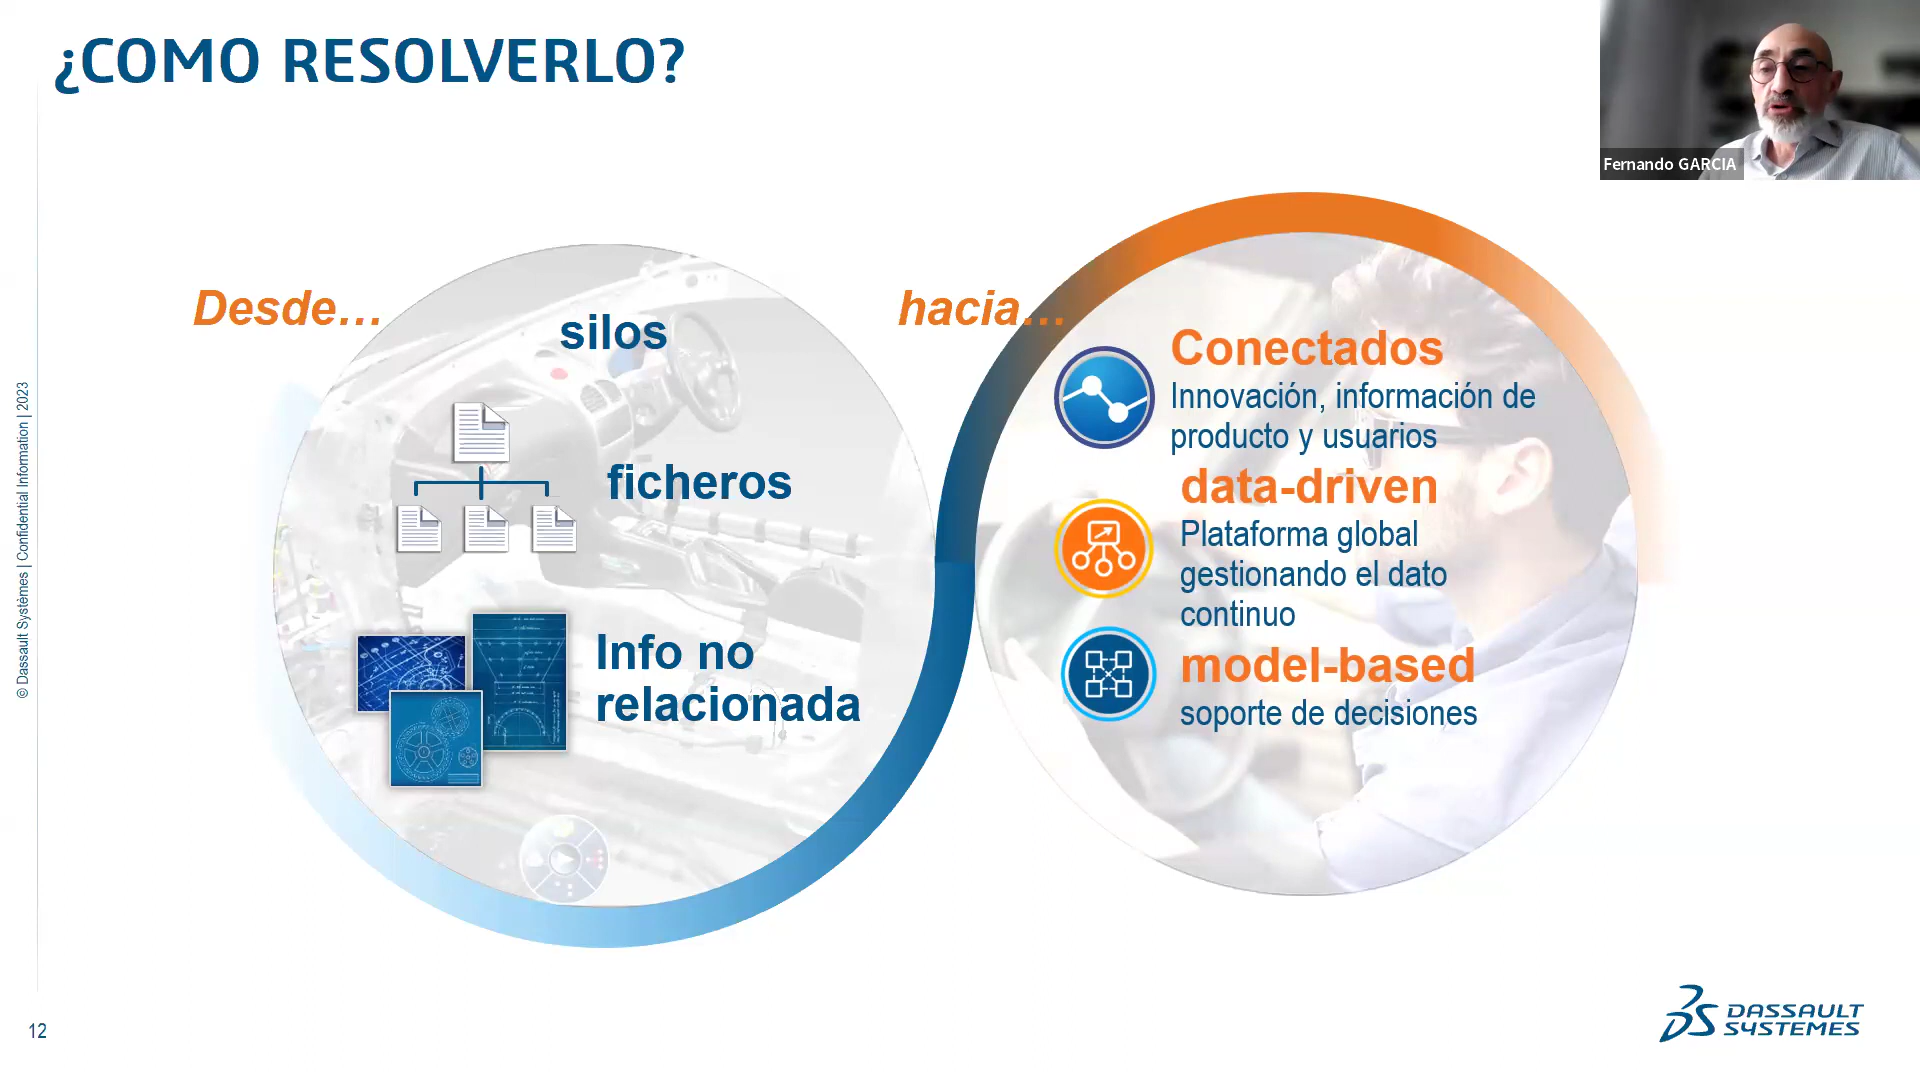 ¿COMO RESOLVERLO?
Fernando GARCIA
Desde…
silos
ficheros
Info no
relacionada
hacia…
Conectados
Innovación, información de
producto y usuarios
data-driven
Plataforma global
gestionando el dato
continuo
model-based
soporte de decisiones
© Dassault Systèmes | Confidential Information | 2023
12
DASSAULT
SYSTEMES